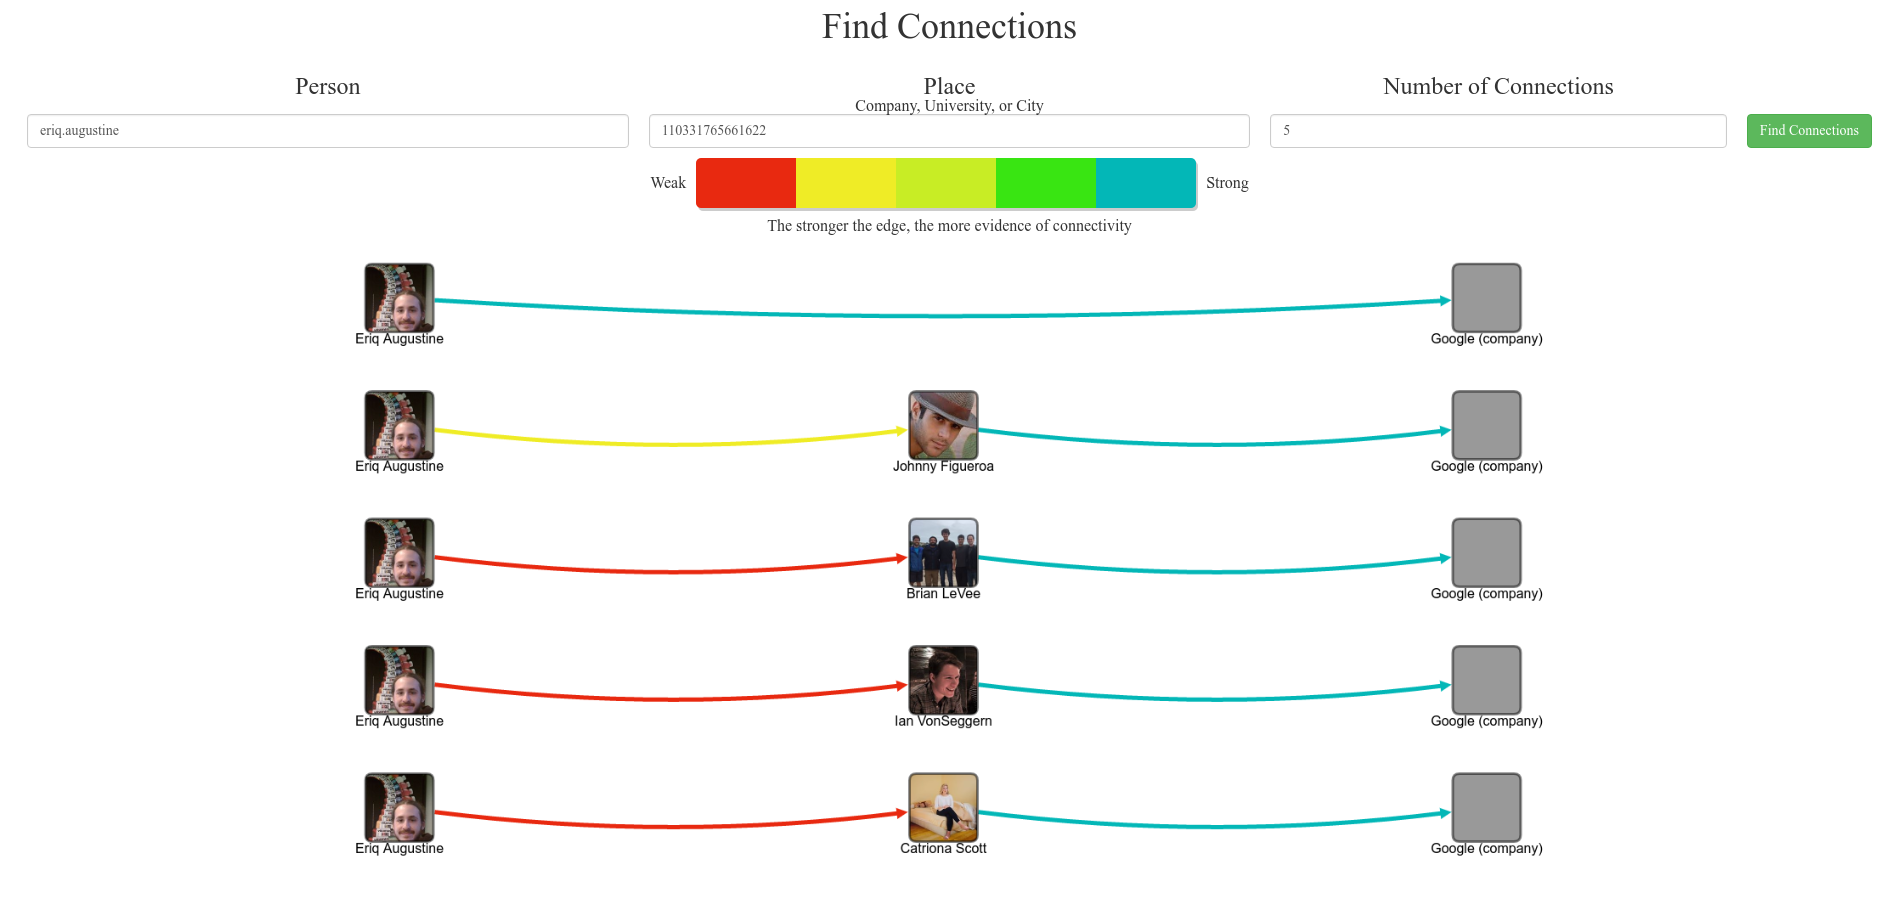 Find Connections
Person
Place
Number of Connections
Company, University, or City
eriq.augustine
110331765661622
5
Find Connections
Weak
Strong
The stronger the edge, the more evidence of connectivity
Eriq Augustine
Google (company)
Eriq Augustine
Johnny Figueroa
Google (company)
Eriq Augustine
Brian LeVee
Google (company)
Eriq Augustine
Ian VonSeggern
Google (company)
Eriq Augustine
Catriona Scott
Google (company)